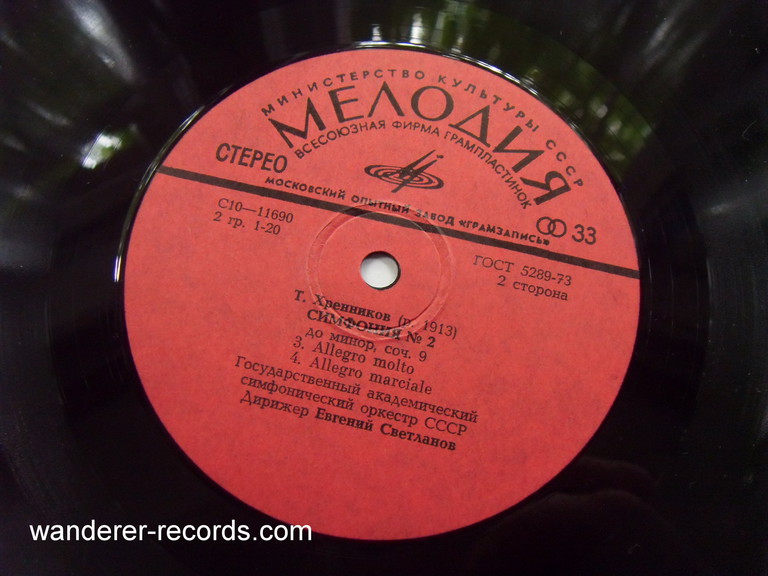 МИНИСТЕРСТВО КУЛЬТУРЫ СССР
МЕЛОДИЯ
ВСЕСОЮЗНАЯ ФИРМА ГРАМПЛАСТИНОК
СТЕРЕО
МОСКОВСКИЙ ОПЫТНЫЙ ЗАВОД «ГРАМЗАПИСЬ»
33
С10—11690
2 гр. 1-20
ГОСТ 5289-73
2 сторона
Т. Хренников (р. 1913)
СИМФОНИЯ № 2
до минор, соч. 9
3. Allegro molto
4. Allegro marciale
Государственный академический
симфонический оркестр СССР
Дирижер Евгений Светланов
wanderer-records.com